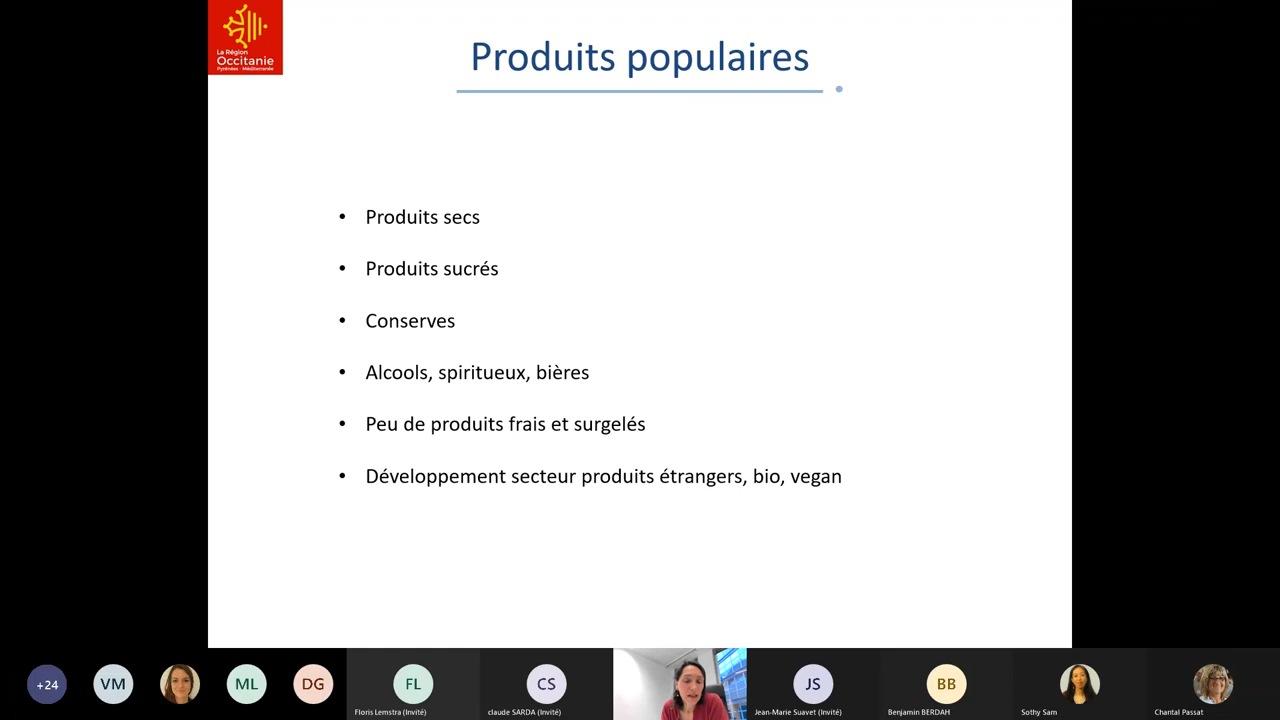 La Région
Occitanie
Pyrénées - Méditerranée
Produits populaires
• Produits secs
• Produits sucrés
• Conserves
• Alcools, spiritueux, bières
• Peu de produits frais et surgelés
• Développement secteur produits étrangers, bio, vegan
+24
VM
ML
DG
FL
CS
JS
BB
Floris Lemstra (Invité)
claude SARDA (Invité)
Jean-Marie Suavet (Invité)
Benjamin BERDAH
Sothy Sam
Chantal Passat